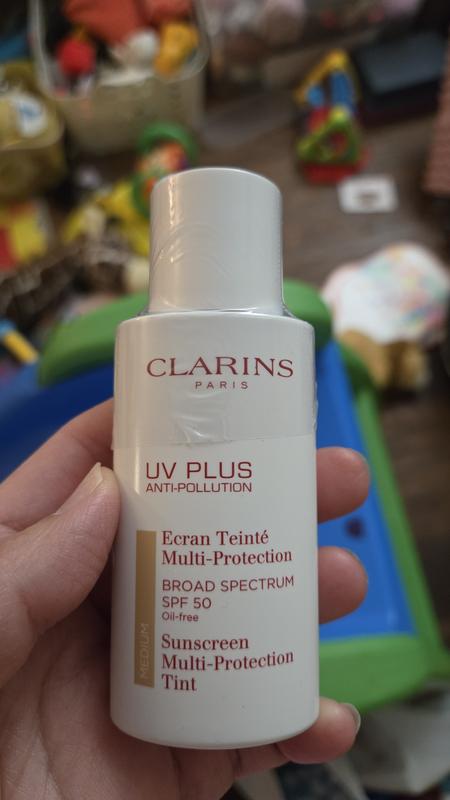 CLARINS
PARIS
UV PLUS
ANTI-POLLUTION
Ecran Teinté
Multi-Protection
BROAD SPECTRUM
SPF 50
Oil-free
MEDIUM
Sunscreen
Multi-Protection
Tint